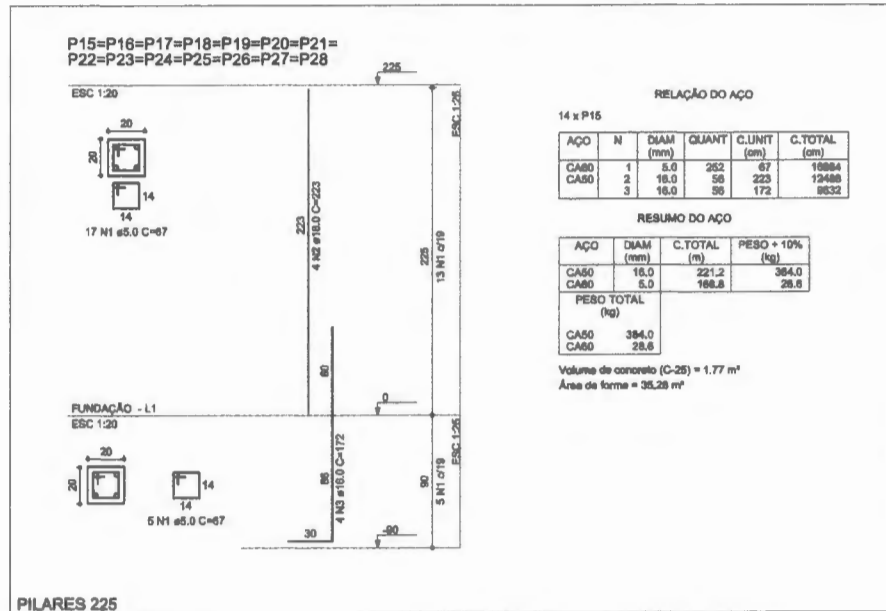 P15=P16=P17=P18=P19=P20=P21=
P22=P23=P24=P25=P26=P27=P28
ESC 1:20
20
20
14
14
17 N1 ø5.0 C=67
223
4 N2 ø16.0 C=223
225
225
13 N1 c/19
ESC 1:25
60
FUNDAÇÃO - L1
ESC 1:20
20
20
14
14
5 N1 ø5.0 C=67
86
4 N3 ø16.0 C=172
30
0
90
5 N1 c/19
ESC 1:25
-90
RELAÇÃO DO AÇO
14 x P15
AÇO N DIAM QUANT C.UNIT C.TOTAL
(mm) (cm) (cm)
CA60 1 5.0 252 67 16884
CA50 2 16.0 56 223 12488
3 16.0 56 172 9632
RESUMO DO AÇO
AÇO DIAM C.TOTAL PESO + 10%
(mm) (m) (kg)
CA50 16.0 221.2 384.0
CA60 5.0 168.8 28.6
PESO TOTAL
(kg)
CA50 384.0
CA60 28.6
Volume de concreto (C-25) = 1.77 m³
Área de forma = 35,28 m²
PILARES 225